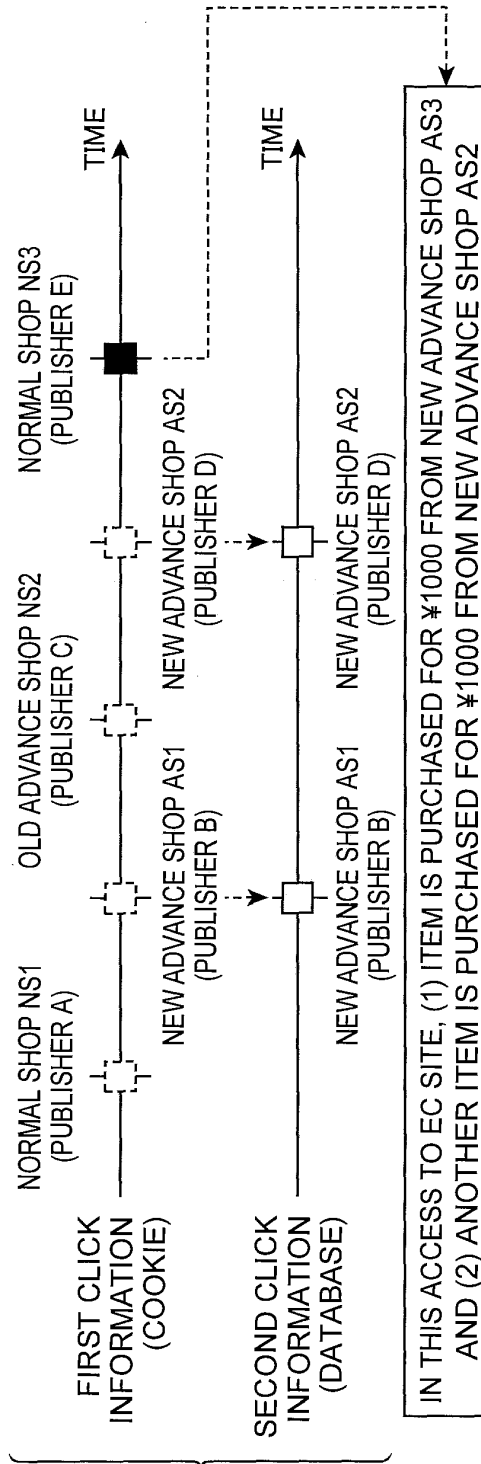 NORMAL SHOP NS1
(PUBLISHER A)
OLD ADVANCE SHOP NS2
(PUBLISHER C)
NORMAL SHOP NS3
(PUBLISHER E)
FIRST CLICK
INFORMATION
(COOKIE)
TIME
NEW ADVANCE SHOP AS1
(PUBLISHER B)
NEW ADVANCE SHOP AS2
(PUBLISHER D)
SECOND CLICK
INFORMATION
(DATABASE)
TIME
NEW ADVANCE SHOP AS1
(PUBLISHER B)
NEW ADVANCE SHOP AS2
(PUBLISHER D)
IN THIS ACCESS TO EC SITE, (1) ITEM IS PURCHASED FOR ¥1000 FROM NEW ADVANCE SHOP AS3
AND (2) ANOTHER ITEM IS PURCHASED FOR ¥1000 FROM NEW ADVANCE SHOP AS2